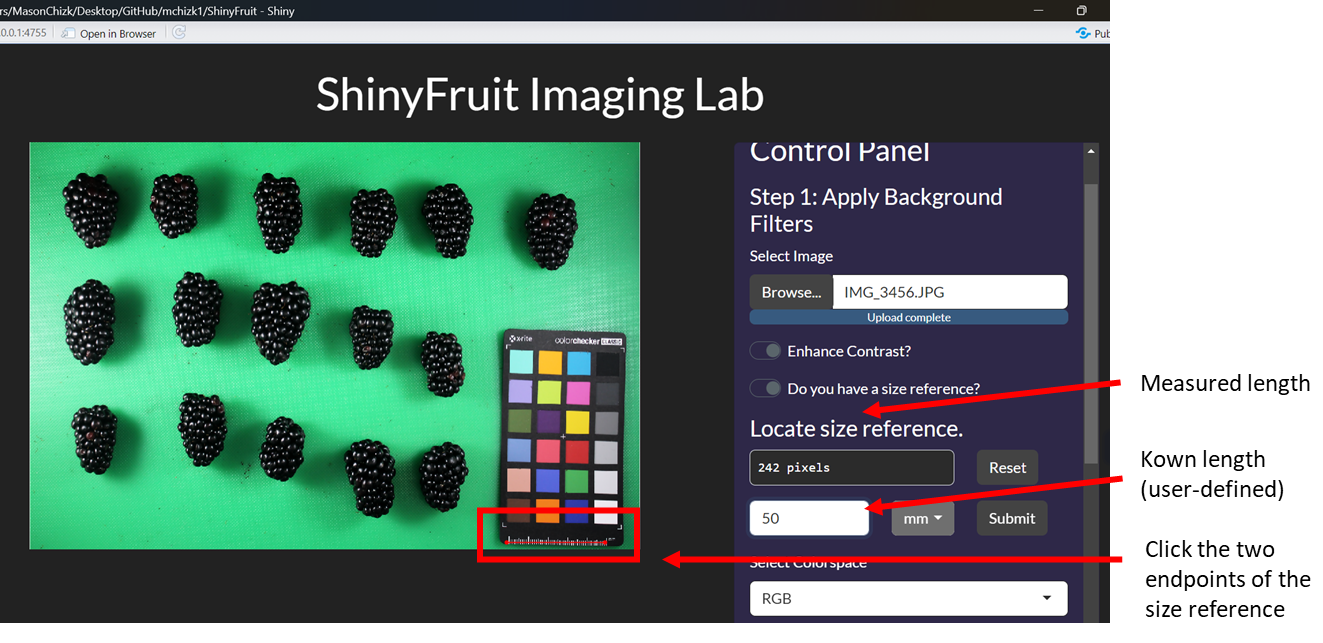 rs/MasonChizk/Desktop/GitHub/mchizk1/ShinyFruit - Shiny
.0.0.1:4755
Open in Browser
Pub
ShinyFruit Imaging Lab
Control Panel
Step 1: Apply Background
Filters
Select Image
Browse...
IMG_3456.JPG
Upload complete
Enhance Contrast?
Do you have a size reference?
Locate size reference.
242 pixels
Reset
50
mm
Submit
Select Colorspace
RGB
x-rite
colorchecker CLASSIC
Measured length
Kown length
(user-defined)
Click the two
endpoints of the
size reference